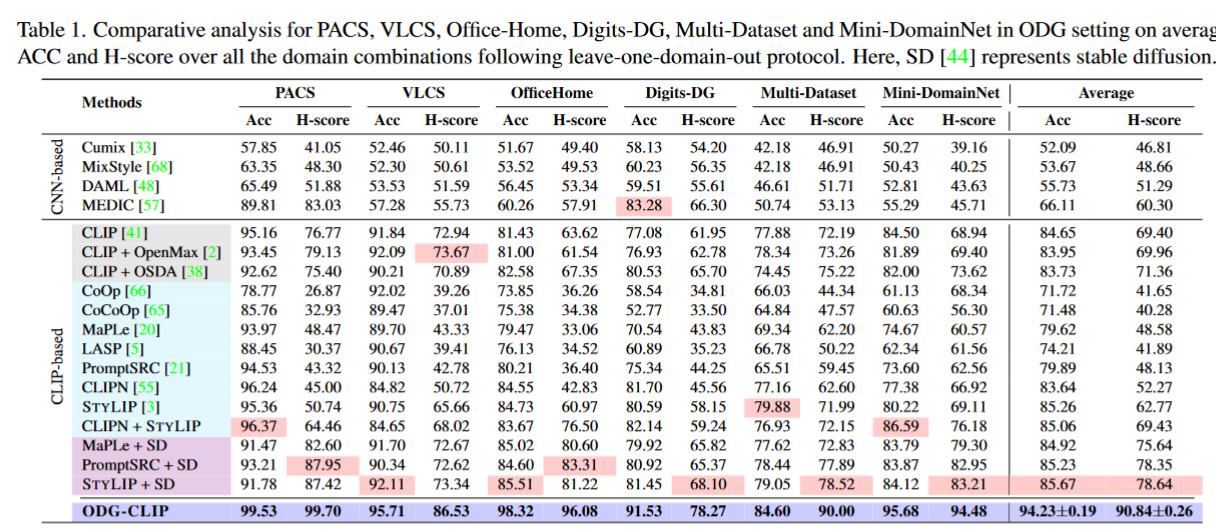 Table 1. Comparative analysis for PACS, VLCS, Office-Home, Digits-DG, Multi-Dataset and Mini-DomainNet in ODG setting on averag
ACC and H-score over all the domain combinations following leave-one-domain-out protocol. Here, SD [44] represents stable diffusion.
Methods PACS VLCS OfficeHome Digits-DG Multi-Dataset Mini-DomainNet Average
Acc H-score Acc H-score Acc H-score Acc H-score Acc H-score Acc H-score Acc H-score
CNN-based
Cumix [33] 57.85 41.05 52.46 50.11 51.67 49.40 58.13 54.20 42.18 46.91 50.27 39.16 52.09 46.81
MixStyle [68] 63.35 48.30 52.30 50.61 53.52 49.53 60.23 56.35 42.18 46.91 50.43 40.25 53.67 48.66
DAML [48] 65.49 51.88 53.53 51.59 56.45 53.34 59.51 55.61 46.61 51.71 52.81 43.63 55.73 51.29
MEDIC [57] 89.81 83.03 57.28 55.73 60.26 57.91 83.28 66.30 50.74 53.13 55.29 45.71 66.11 60.30
CLIP-based
CLIP [41] 95.16 76.77 91.84 72.94 81.43 63.62 77.08 61.95 77.88 72.19 84.50 68.94 84.65 69.40
CLIP + OpenMax [2] 93.45 79.13 92.09 73.67 81.00 61.54 76.93 62.78 78.34 73.26 81.89 69.40 83.95 69.96
CLIP + OSDA [38] 92.62 75.40 90.21 70.89 82.58 67.35 80.53 65.70 74.45 75.22 82.00 73.62 83.73 71.36
CoOp [66] 78.77 26.87 92.02 39.26 73.85 36.26 58.54 34.81 66.03 44.34 61.13 68.34 71.72 41.65
CoCoOp [65] 85.76 32.93 89.47 37.01 75.38 34.38 52.77 33.50 64.84 47.57 60.63 56.30 71.48 40.28
MaPLe [20] 93.97 48.47 89.70 43.33 79.47 33.06 70.54 43.83 69.34 62.20 74.67 60.57 79.62 48.58
LASP [5] 88.45 30.37 90.67 39.41 76.13 34.52 60.89 35.23 66.78 50.22 62.34 61.56 74.21 41.89
PromptSRC [21] 94.53 43.32 90.13 42.78 80.21 36.40 75.34 44.25 65.51 59.45 73.60 62.56 79.89 48.13
CLIPN [55] 96.24 45.00 84.82 50.72 84.55 42.83 81.70 45.56 77.16 62.60 77.38 66.92 83.64 52.27
STYLIP [3] 95.36 50.74 90.75 65.66 84.73 60.97 80.59 58.15 79.88 71.99 80.22 69.11 85.26 62.77
CLIPN + STYLIP 96.37 64.46 84.65 68.02 83.67 76.50 82.14 59.24 76.93 72.15 86.59 76.18 85.06 69.43
MaPLe + SD 91.47 82.60 91.70 72.67 85.02 80.60 79.92 65.82 77.62 72.83 83.79 79.30 84.92 75.64
PromptSRC + SD 93.21 87.95 90.34 72.62 84.60 83.31 80.92 65.37 78.44 77.89 83.87 82.95 85.23 78.35
STYLIP + SD 91.78 87.42 92.11 73.34 85.51 81.22 81.45 68.10 79.05 78.52 84.12 83.21 85.67 78.64
ODG-CLIP 99.53 99.70 95.71 86.53 98.32 96.08 91.53 78.27 84.60 90.00 95.68 94.48 94.23±0.19 90.84±0.26